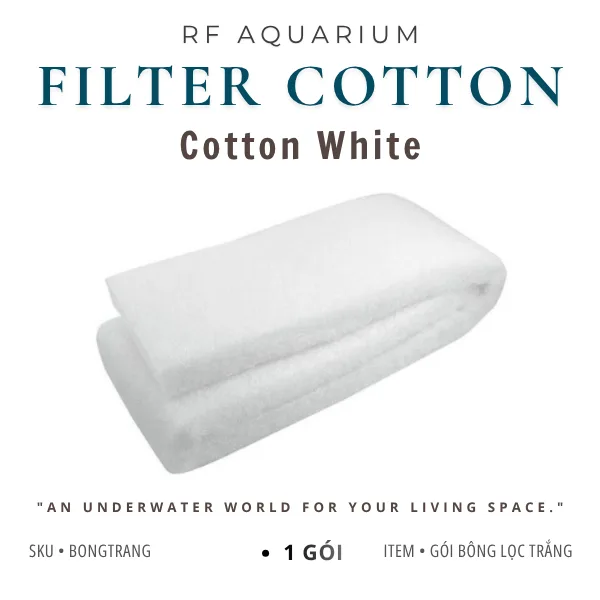 RF AQUARIUM
FILTER COTTON
Cotton White
"AN UNDERWATER WORLD FOR YOUR LIVING SPACE."
SKU • BONGTRANG • 1 GÓI ITEM • GÓI BÔNG LỌC TRẮNG